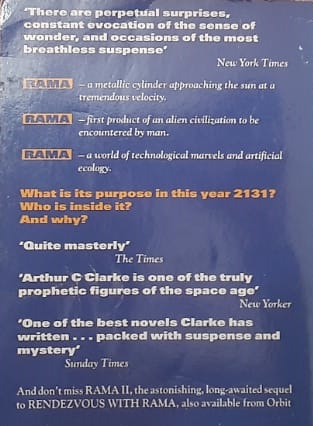 'There are perpetual surprises,
constant evocation of the sense of
wonder, and occasions of the most
breathless suspense'
New York Times
RAMA – a metallic cylinder approaching the sun at a
tremendous velocity.
RAMA – first product of an alien civilization to be
encountered by man.
RAMA – a world of technological marvels and artificial
ecology.
What is its purpose in this year 2131?
Who is inside it?
And why?
'Quite masterly'
The Times
'Arthur C Clarke is one of the truly
prophetic figures of the space age'
New Yorker
'One of the best novels Clarke has
written . . . packed with suspense and
mystery'
Sunday Times
And don't miss RAMA II, the astonishing, long-awaited sequel
to RENDEZVOUS WITH RAMA, also available from Orbit